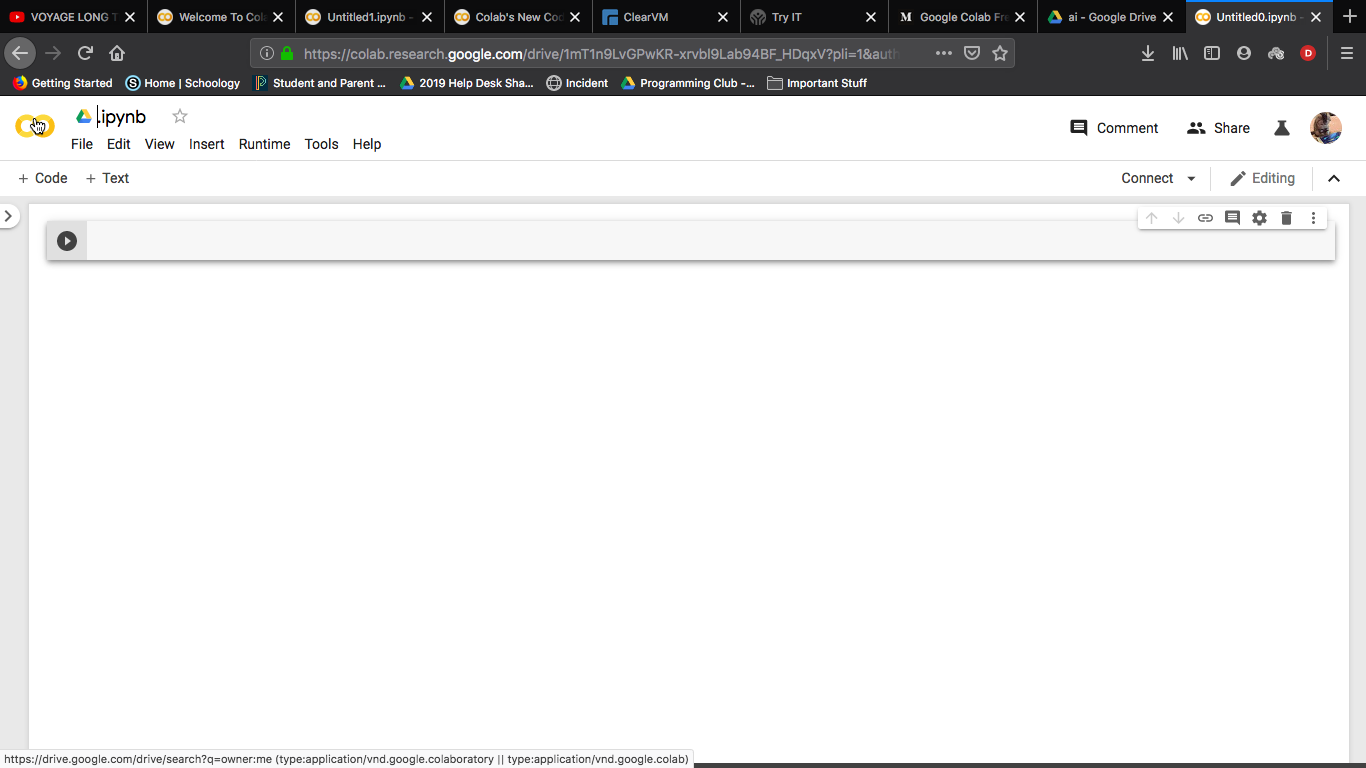 VOYAGE LONG T
Welcome To Col
Untitled1.ipynb -
Colab's New Co
ClearVM
Try IT
M Google Colab Fre
ai - Google Drive
Untitled0.ipynb -
https://colab.research.google.com/drive/1mT1n9LvGPwKR-xrvbl9Lab94BF_HDqxV?pli=1&auth
D
Getting Started
S Home | Schoology
P Student and Parent ...
2019 Help Desk Sha...
Incident
Programming Club -...
Important Stuff
.ipynb
Comment
Share
File Edit View Insert Runtime Tools Help
+ Code + Text
Connect
Editing
https://drive.google.com/drive/search?q=owner:me (type:application/vnd.google.colaboratory || type:application/vnd.google.colab)